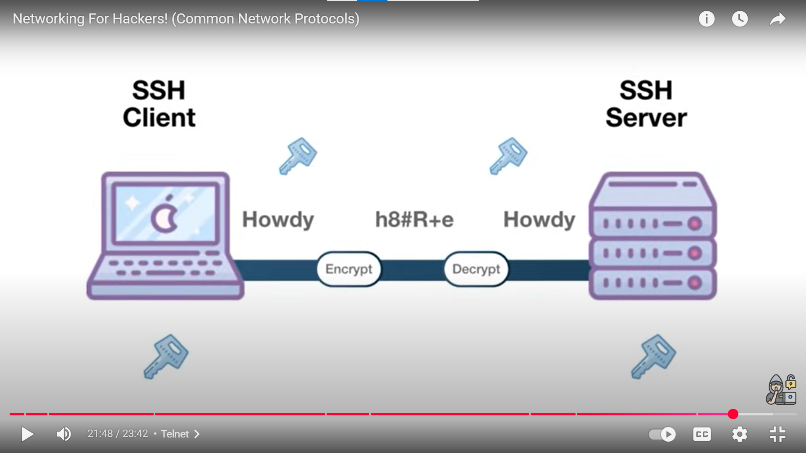 Networking For Hackers! (Common Network Protocols)
SSH
Client
SSH
Server
Howdy
h8#R+e
Howdy
Encrypt
Decrypt
21:48 / 23:42 • Telnet
CC